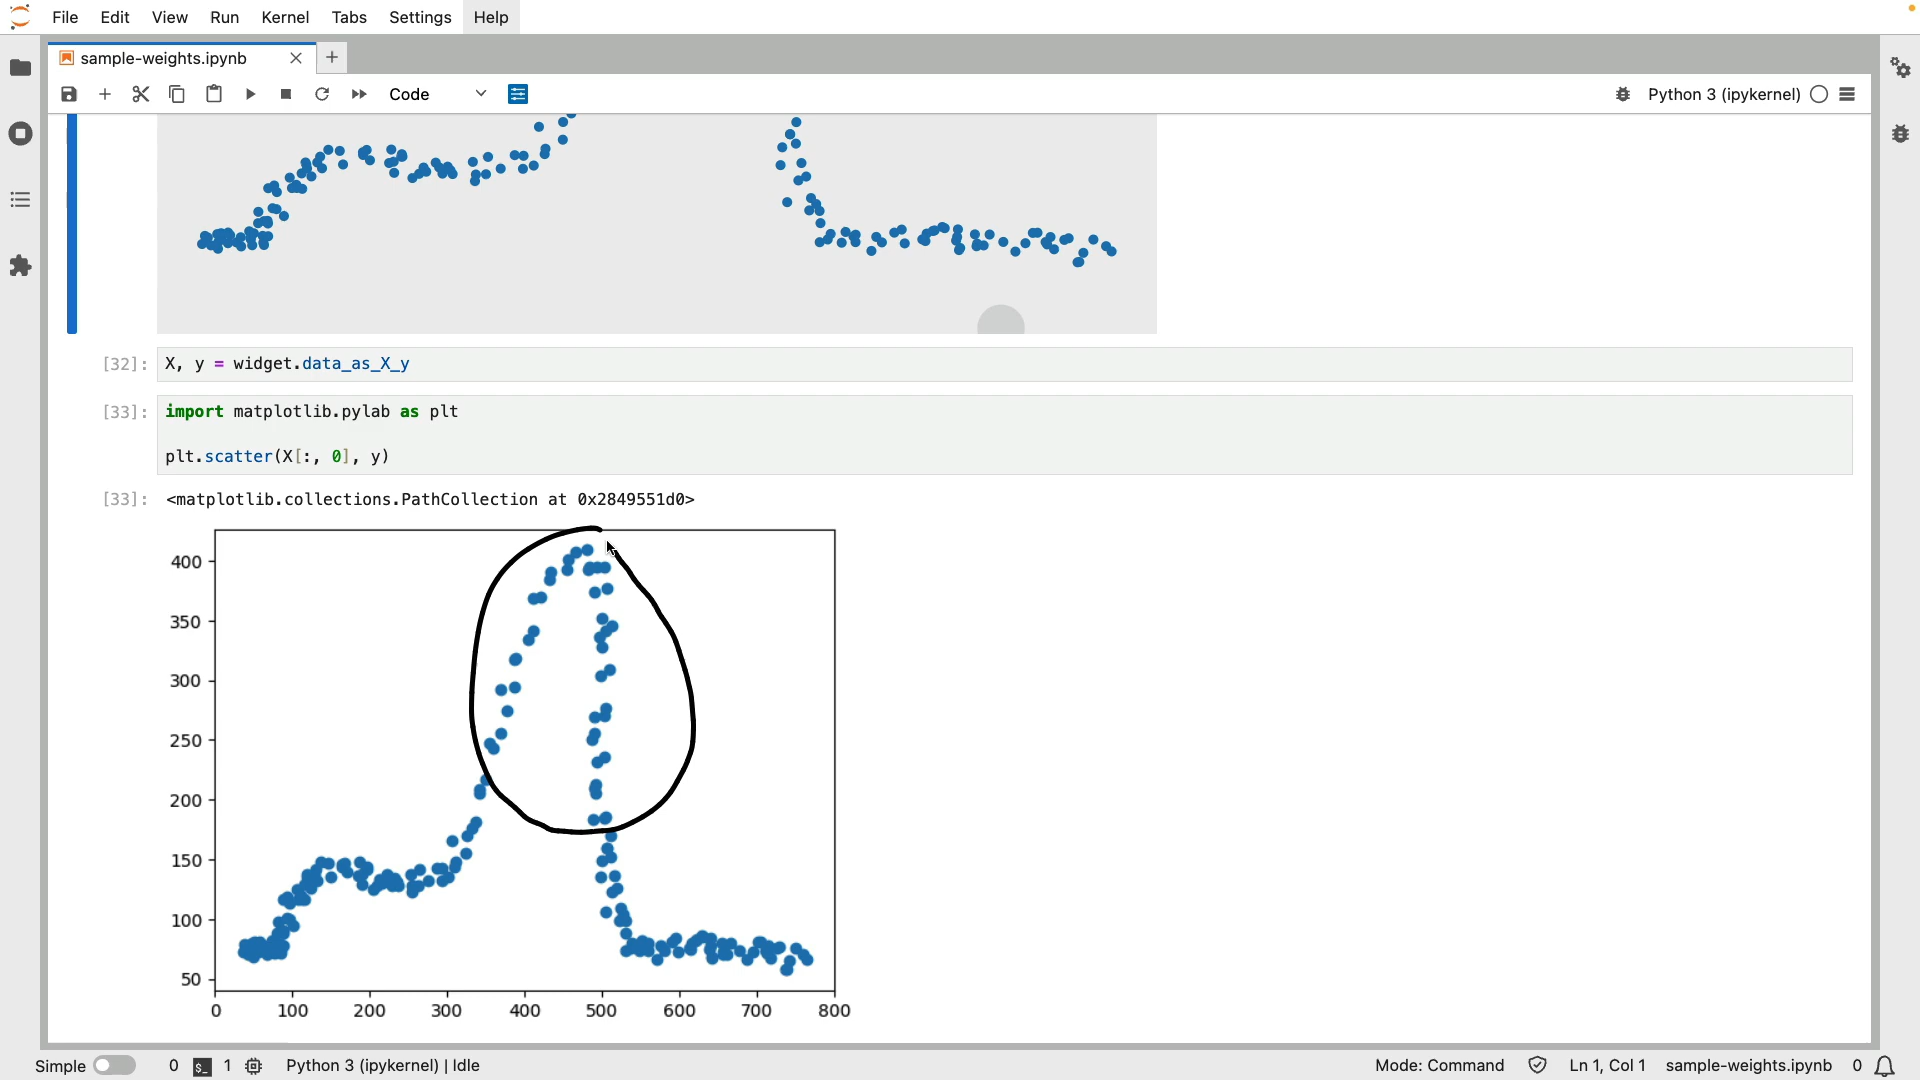 File Edit View Run Kernel Tabs Settings Help
sample-weights.ipynb
Code
Python 3 (ipykernel)
[32]: X, y = widget.data_as_X_y
[33]: import matplotlib.pylab as plt
plt.scatter(X[:, 0], y)
[33]: <matplotlib.collections.PathCollection at 0x2849551d0>
400
350
300
250
200
150
100
50
0 100 200 300 400 500 600 700 800
Simple 0 $_ 1 Python 3 (ipykernel) | Idle Mode: Command Ln 1, Col 1 sample-weights.ipynb 0